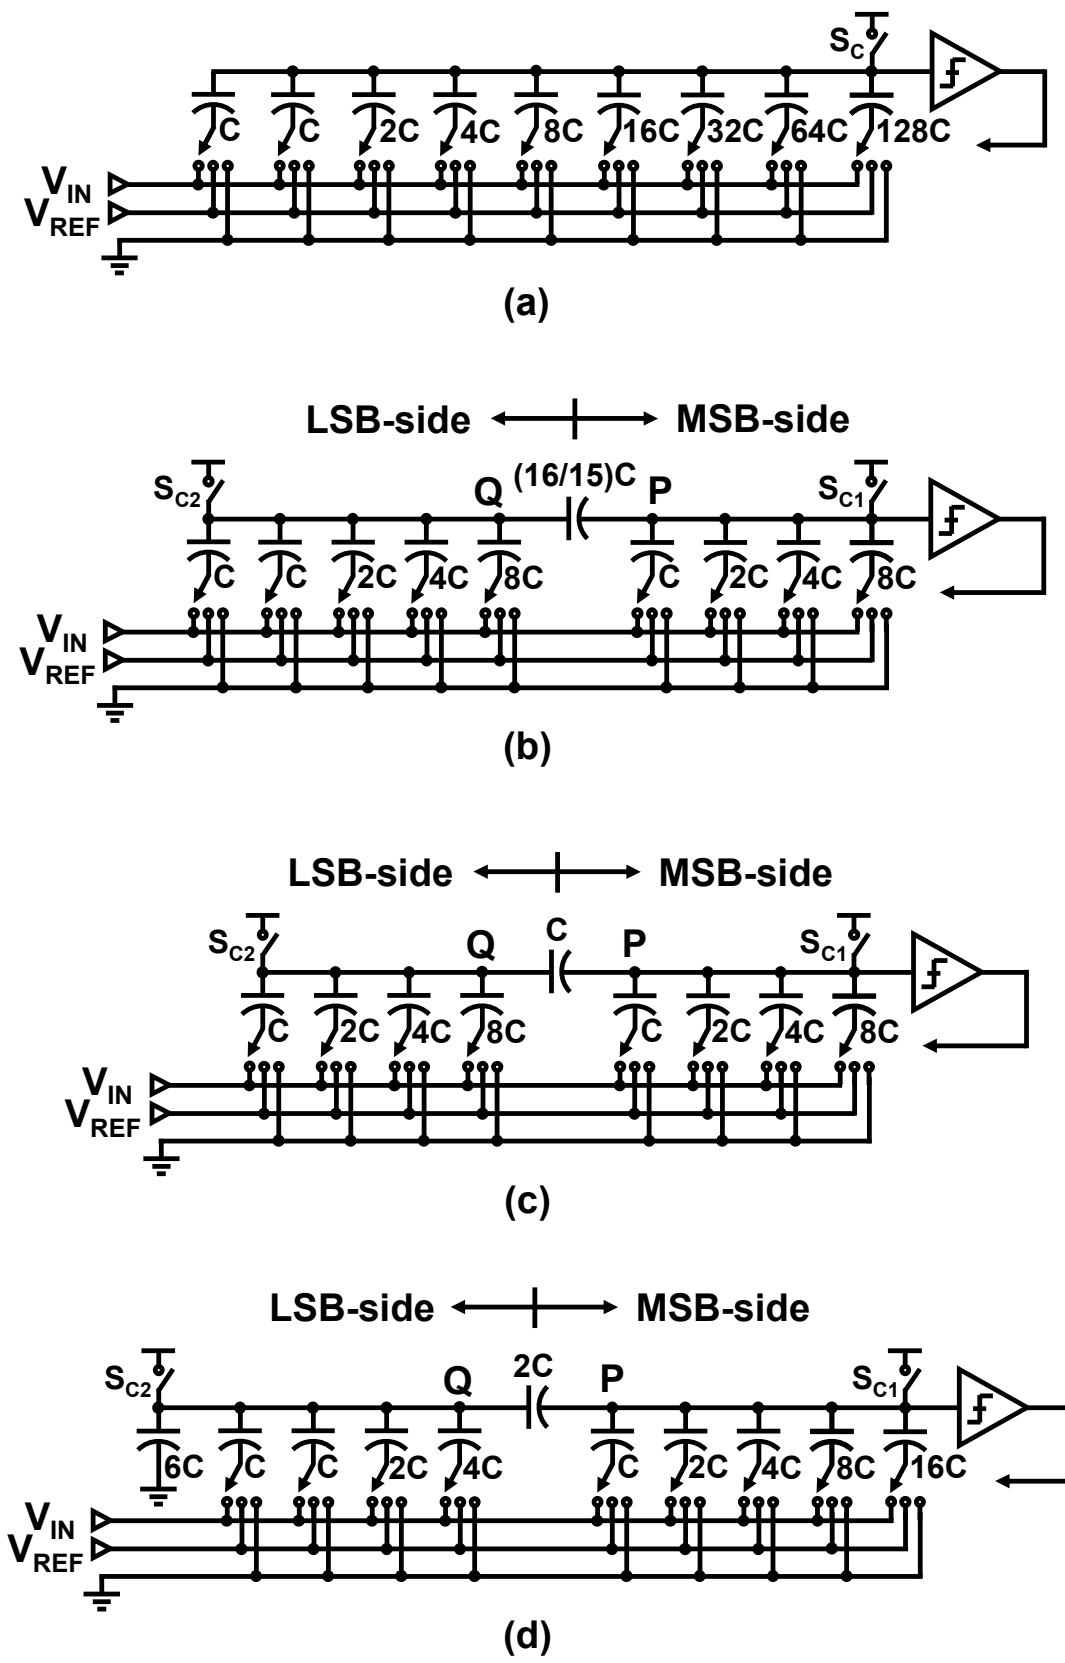 S_C
C C 2C 4C 8C 16C 32C 64C 128C
V_IN
V_REF
(a)
LSB-side MSB-side
S_C2 Q (16/15)C P S_C1
C C 2C 4C 8C C 2C 4C 8C
V_IN
V_REF
(b)
LSB-side MSB-side
S_C2 Q C P S_C1
C 2C 4C 8C C 2C 4C 8C
V_IN
V_REF
(c)
LSB-side MSB-side
S_C2 Q 2C P S_C1
6C C C 2C 4C C 2C 4C 8C 16C
V_IN
V_REF
(d)